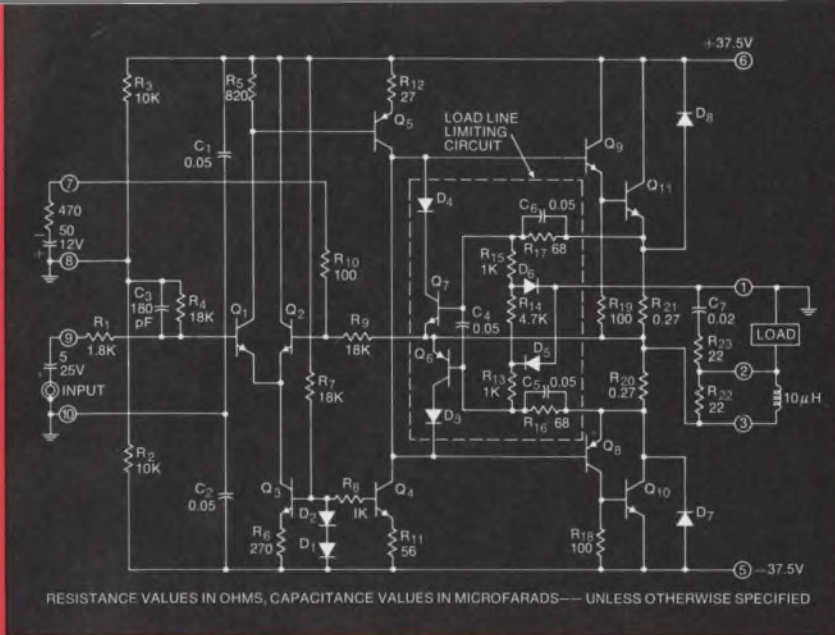 +37.5V
6
R3
10K
R5
820
R12
27
Q5
C1
0.05
LOAD LINE
LIMITING
CIRCUIT
Q9
D8
7
470
50
12V
8
D4
C6 0.05
Q11
R17 68
R10
100
R15
1K
D6
1
C3
180
pF
R4
18K
Q7
C4
0.05
R14
4.7K
R19
100
R21
0.27
C7
0.02
LOAD
9
R1
1.8K
Q1
Q2
R9
18K
R23
22
5
25V
INPUT
Q6
D5
R20
0.27
2
10μH
R7
18K
R13
1K
C5 0.05
R22
22
10
D3
R16 68
3
R2
10K
Q8
C2
0.05
Q3
R8
1K
Q4
Q10
D7
R6
270
D2
D1
R11
56
R18
100
5 -37.5V
RESISTANCE VALUES IN OHMS, CAPACITANCE VALUES IN MICROFARADS—— UNLESS OTHERWISE SPECIFIED